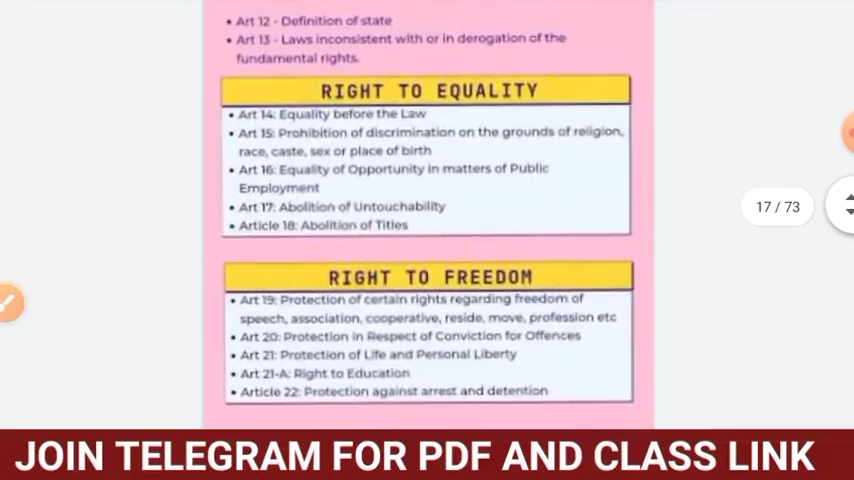 • Art 12 - Definition of state
• Art 13 - Laws inconsistent with or in derogation of the
fundamental rights.
RIGHT TO EQUALITY
• Art 14: Equality before the Law
• Art 15: Prohibition of discrimination on the grounds of religion,
race, caste, sex or place of birth
• Art 16: Equality of Opportunity in matters of Public
Employment
• Art 17: Abolition of Untouchability
• Article 18: Abolition of Titles
17 / 73
RIGHT TO FREEDOM
• Art 19: Protection of certain rights regarding freedom of
speech, association, cooperative, reside, move, profession etc
• Art 20: Protection in Respect of Conviction for Offences
• Art 21: Protection of Life and Personal Liberty
• Art 21-A: Right to Education
• Article 22: Protection against arrest and detention
JOIN TELEGRAM FOR PDF AND CLASS LINK